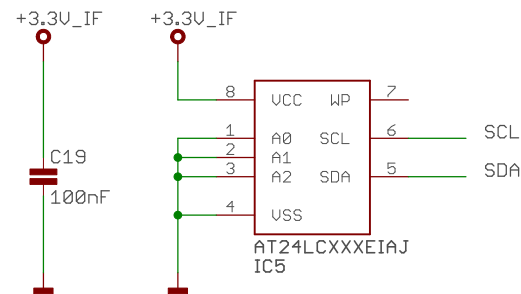 +3.3V_IF
+3.3V_IF
8 VCC WP 7
1 A0 SCL 6 SCL
2 A1
3 A2 SDA 5 SDA
4 VSS
C19
100nF
AT24LCXXXEIAJ
IC5